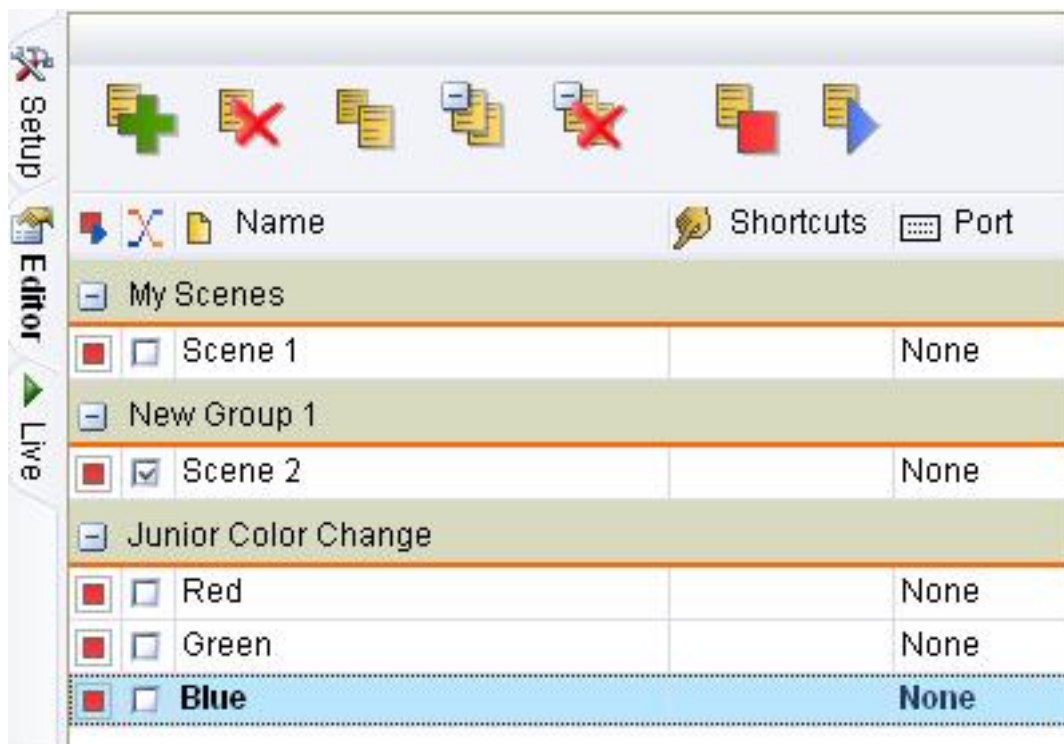 Setup
Editor
Live
Name Shortcuts Port
My Scenes
Scene 1 None
New Group 1
Scene 2 None
Junior Color Change
Red None
Green None
Blue None